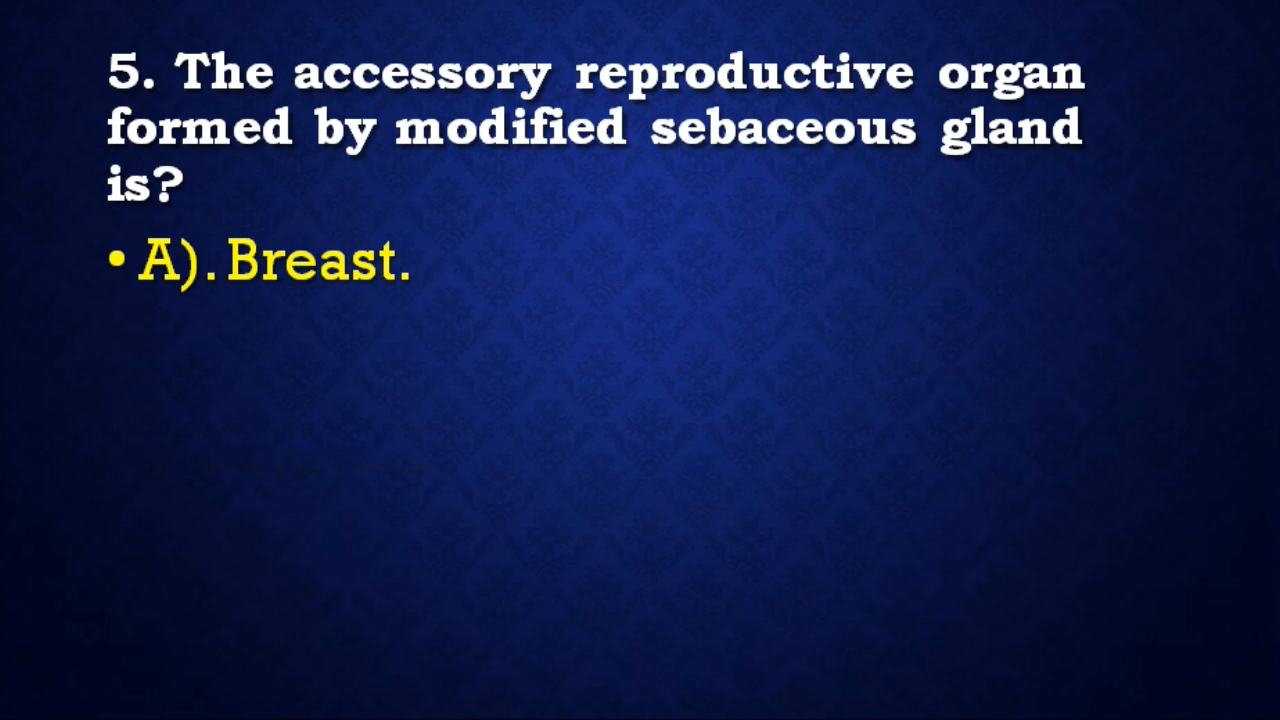 5. The accessory reproductive organ
formed by modified sebaceous gland
is?
• A). Breast.